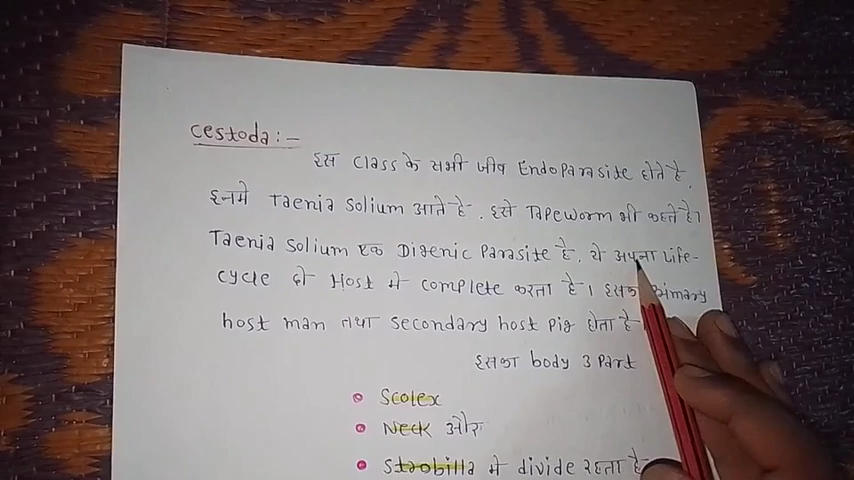 Cestoda:-
इस class के सभी जीव EndoParasite होते है.
इनमे Taenia Solium आते है. इसे Tapeworm भी कहते है।
Taenia Solium एक Digenic Parasite है. ये अपना Life-
cycle दो Host मे complete करता है। इसका Primary
host man तथा secondary host pig होता है
इसका body 3 Part
Scolex
Neck और
Strobilla मे divide रहता है